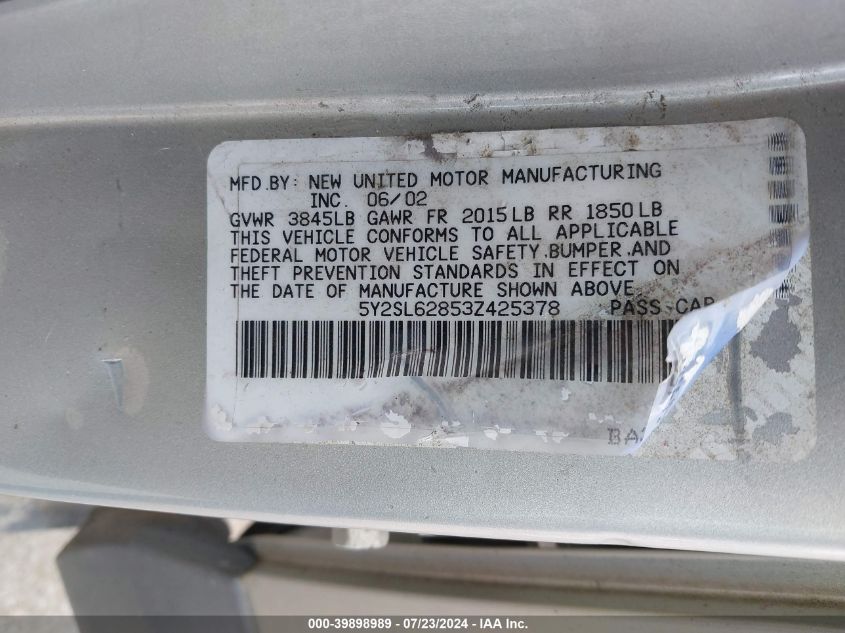 MFD.BY: NEW UNITED MOTOR MANUFACTURING
INC. 06/02
GVWR 3845LB GAWR FR 2015LB RR 1850LB
THIS VEHICLE CONFORMS TO ALL APPLICABLE
FEDERAL MOTOR VEHICLE SAFETY,BUMPER,AND
THEFT PREVENTION STANDARDS IN EFFECT ON
THE DATE OF MANUFACTURE SHOWN ABOVE
5Y2SL62853Z425378 PASS CAR
000-39898989 / 07/23/2024 - IAA Inc.